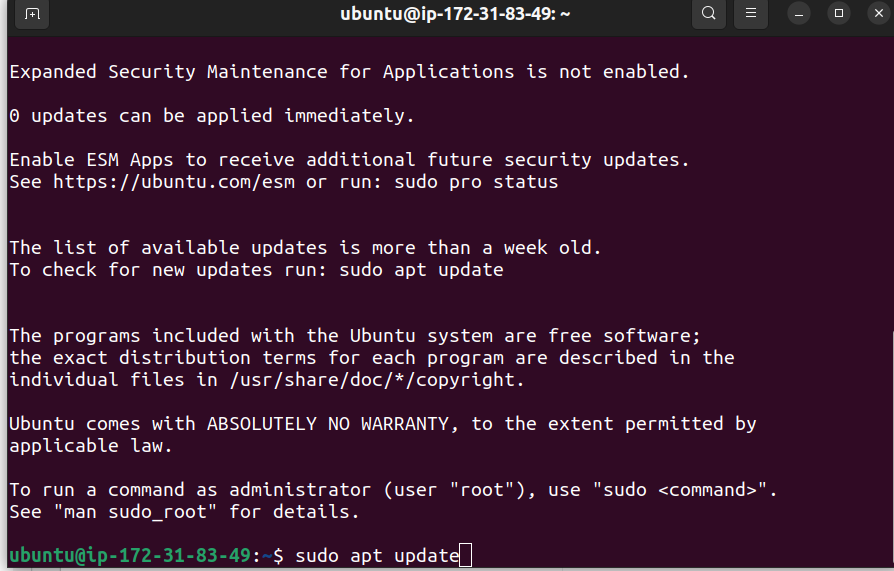 ubuntu@ip-172-31-83-49: ~
Expanded Security Maintenance for Applications is not enabled.
0 updates can be applied immediately.
Enable ESM Apps to receive additional future security updates.
See https://ubuntu.com/esm or run: sudo pro status
The list of available updates is more than a week old.
To check for new updates run: sudo apt update
The programs included with the Ubuntu system are free software;
the exact distribution terms for each program are described in the
individual files in /usr/share/doc/*/copyright.
Ubuntu comes with ABSOLUTELY NO WARRANTY, to the extent permitted by
applicable law.
To run a command as administrator (user "root"), use "sudo <command>".
See "man sudo_root" for details.
ubuntu@ip-172-31-83-49:~$ sudo apt update